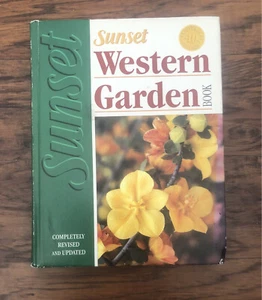 Sunset
Sunset
Western
Garden
BOOK
COMPLETELY
REVISED
AND UPDATED